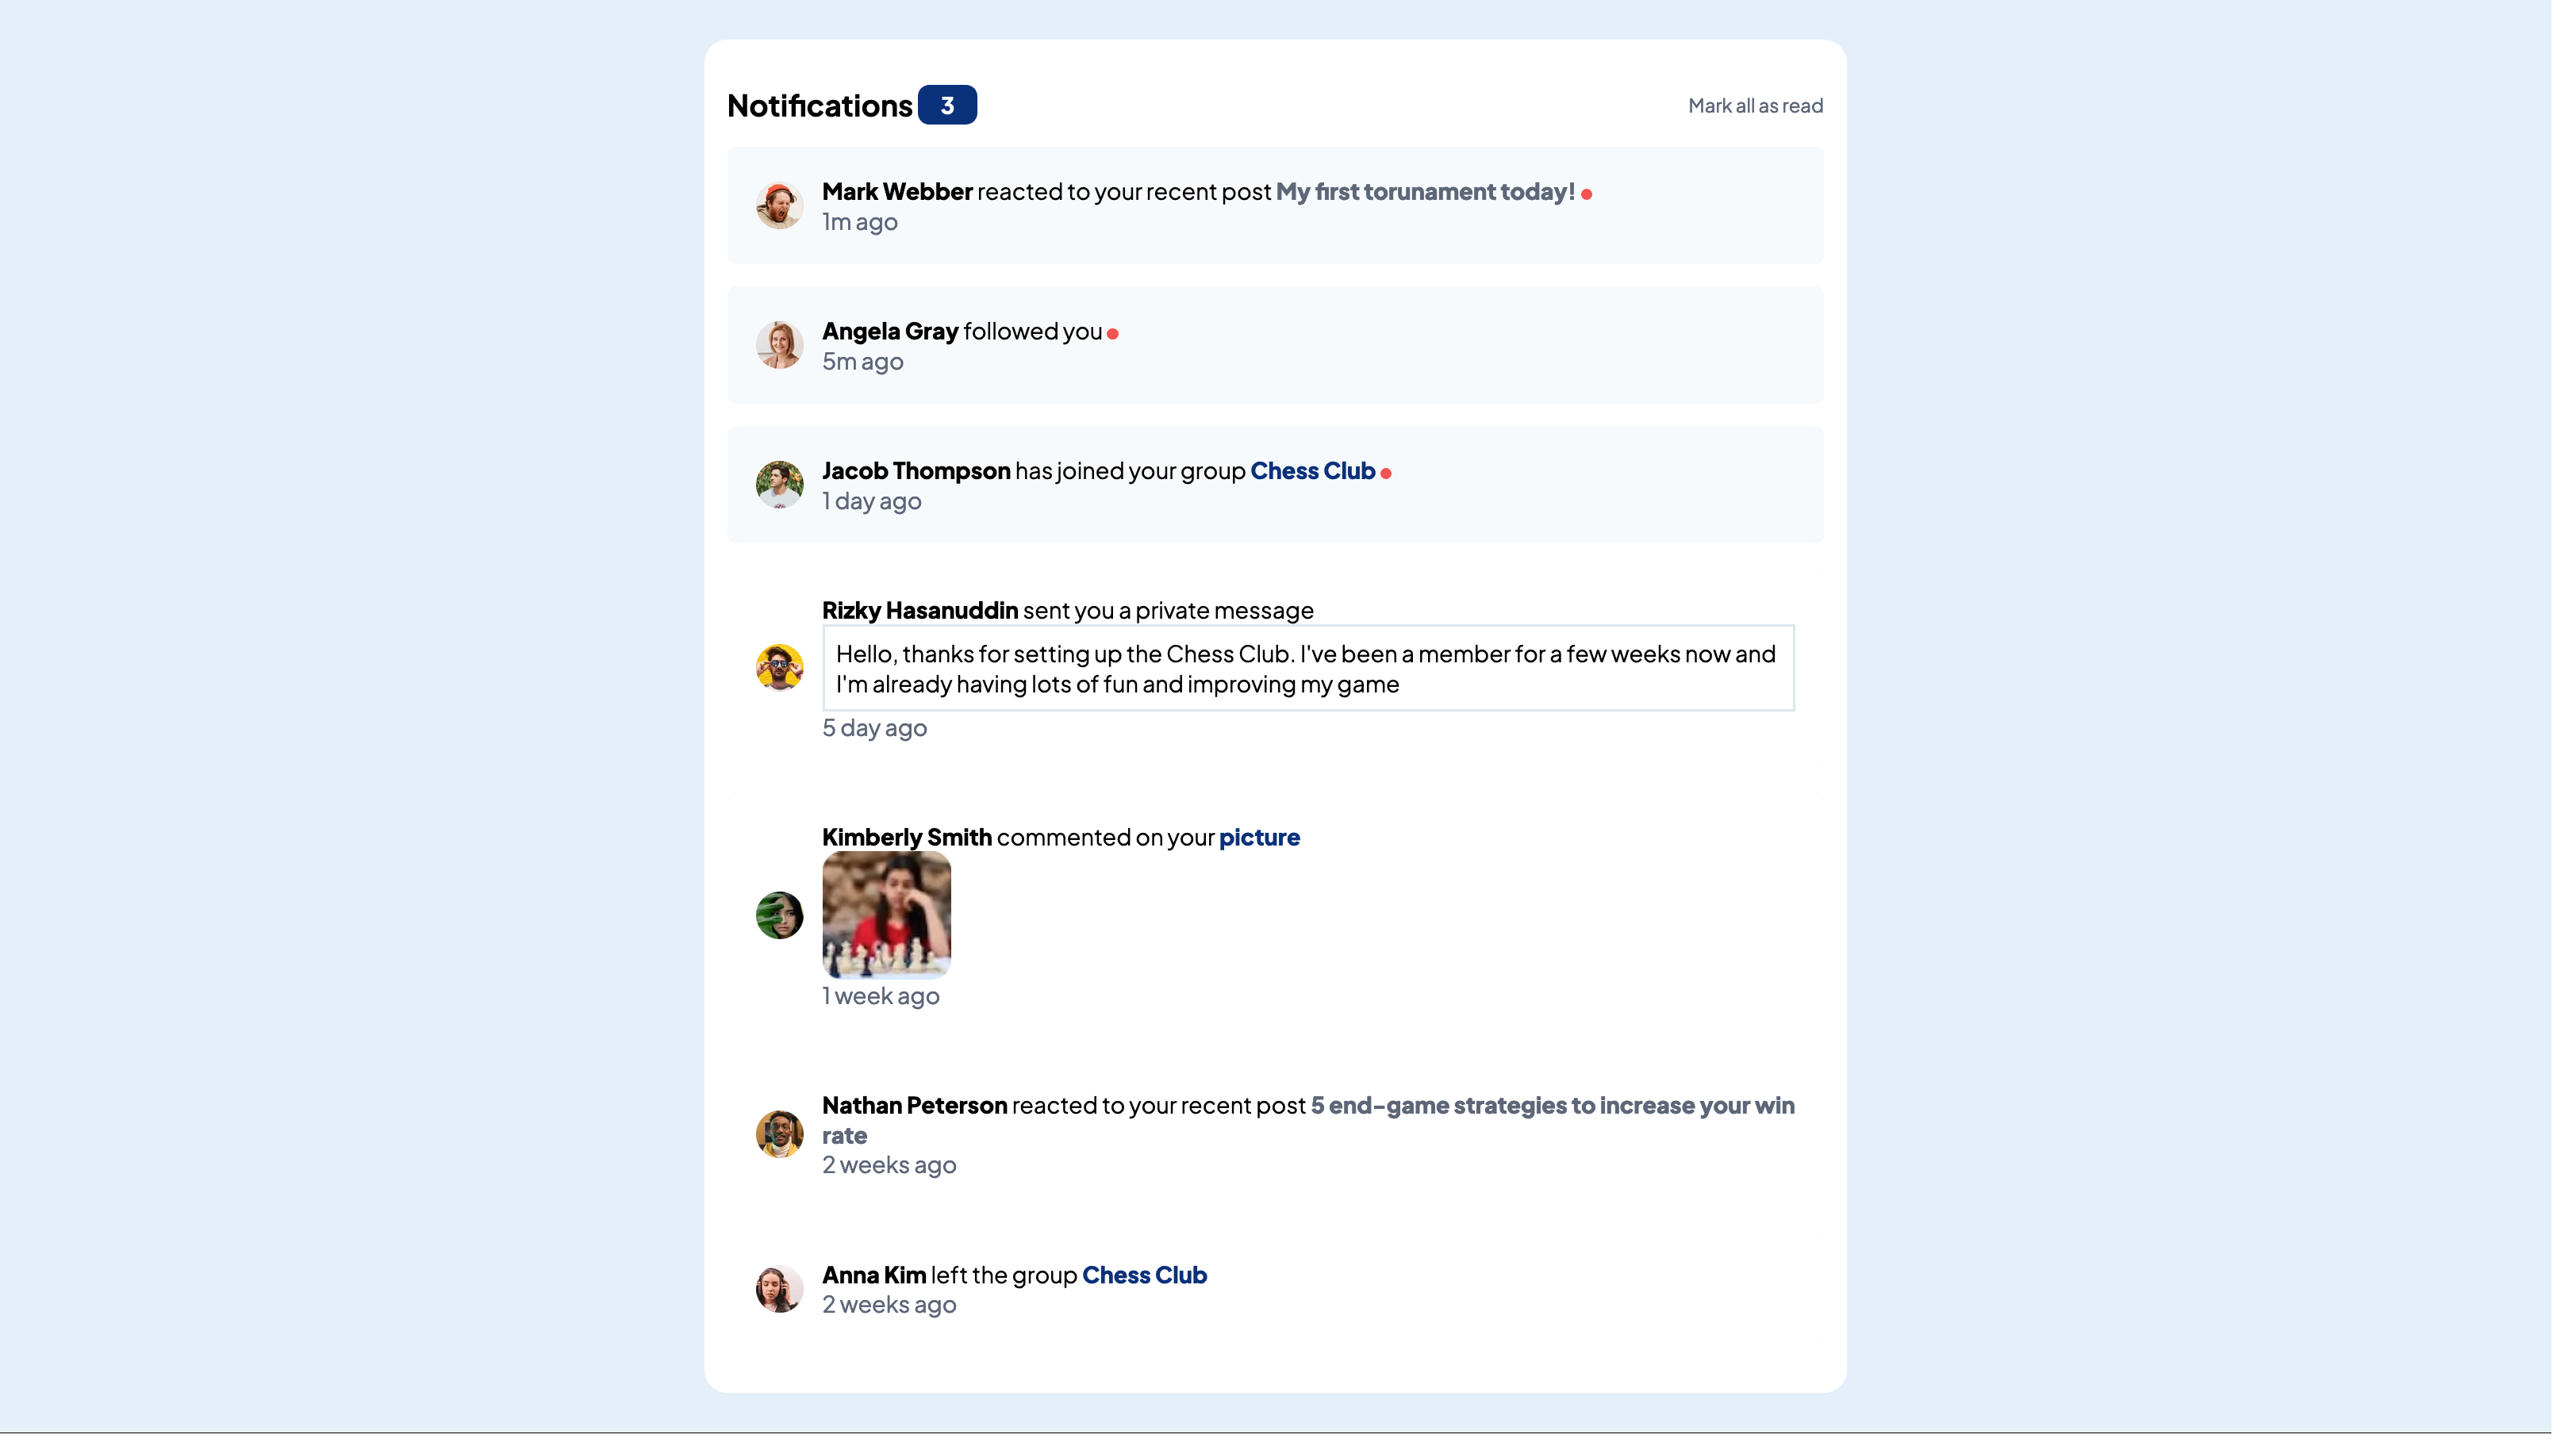 Notifications 3
Mark all as read
Mark Webber reacted to your recent post My first torunament today!
1m ago
Angela Gray followed you
5m ago
Jacob Thompson has joined your group Chess Club
1 day ago
Rizky Hasanuddin sent you a private message
Hello, thanks for setting up the Chess Club. I've been a member for a few weeks now and
I'm already having lots of fun and improving my game
5 day ago
Kimberly Smith commented on your picture
1 week ago
Nathan Peterson reacted to your recent post 5 end-game strategies to increase your win
rate
2 weeks ago
Anna Kim left the group Chess Club
2 weeks ago